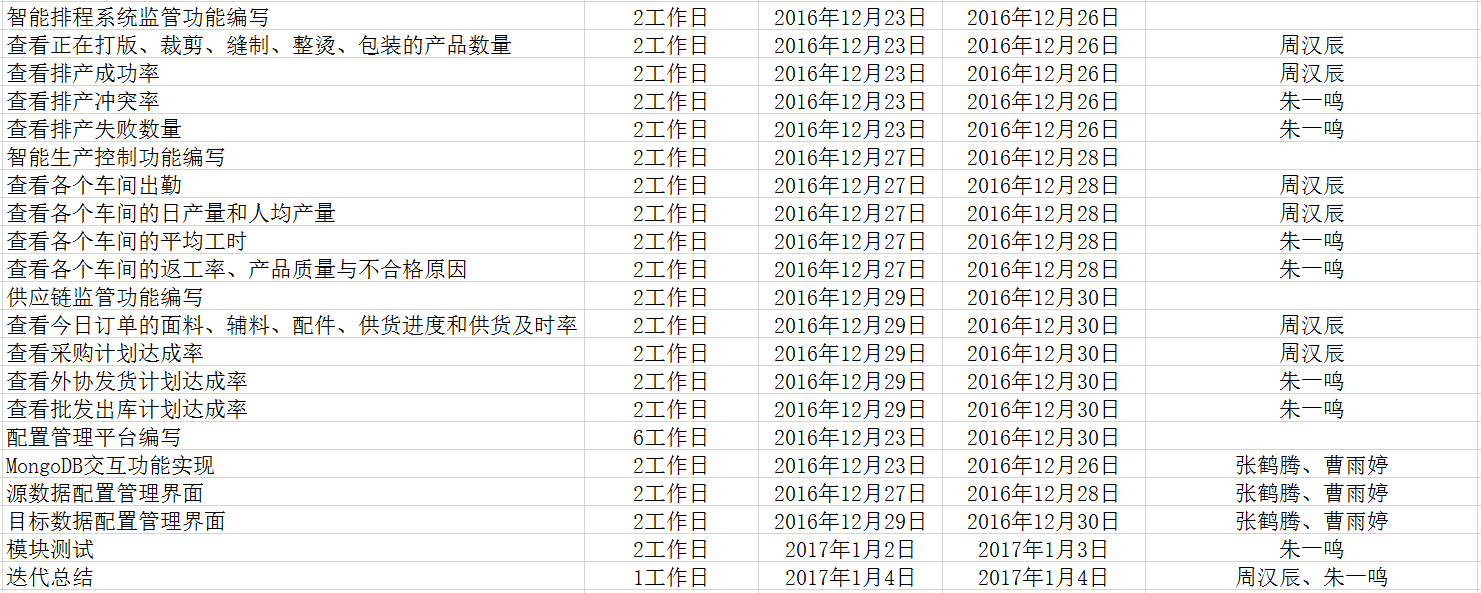 智能排程系统监管功能编写 2工作日 2016年12月23日 2016年12月26日
查看正在打版、裁剪、缝制、整烫、包装的产品数量 2工作日 2016年12月23日 2016年12月26日 周汉辰
查看排产成功率 2工作日 2016年12月23日 2016年12月26日 周汉辰
查看排产冲突率 2工作日 2016年12月23日 2016年12月26日 朱一鸣
查看排产失败数量 2工作日 2016年12月23日 2016年12月26日 朱一鸣
智能生产控制功能编写 2工作日 2016年12月27日 2016年12月28日
查看各个车间出勤 2工作日 2016年12月27日 2016年12月28日 周汉辰
查看各个车间的日产量和人均产量 2工作日 2016年12月27日 2016年12月28日 周汉辰
查看各个车间的平均工时 2工作日 2016年12月27日 2016年12月28日 朱一鸣
查看各个车间的返工率、产品质量与不合格原因 2工作日 2016年12月27日 2016年12月28日 朱一鸣
供应链监管功能编写 2工作日 2016年12月29日 2016年12月30日
查看今日订单的面料、辅料、配件、供货进度和供货及时率 2工作日 2016年12月29日 2016年12月30日 周汉辰
查看采购计划达成率 2工作日 2016年12月29日 2016年12月30日 周汉辰
查看外协发货计划达成率 2工作日 2016年12月29日 2016年12月30日 朱一鸣
查看批发出库计划达成率 2工作日 2016年12月29日 2016年12月30日 朱一鸣
配置管理平台编写 6工作日 2016年12月23日 2016年12月30日
MongoDB交互功能实现 2工作日 2016年12月23日 2016年12月26日 张鹤腾、曹雨婷
源数据配置管理界面 2工作日 2016年12月27日 2016年12月28日 张鹤腾、曹雨婷
目标数据配置管理界面 2工作日 2016年12月29日 2016年12月30日 张鹤腾、曹雨婷
模块测试 2工作日 2017年1月2日 2017年1月3日 朱一鸣
迭代总结 1工作日 2017年1月4日 2017年1月4日 周汉辰、朱一鸣